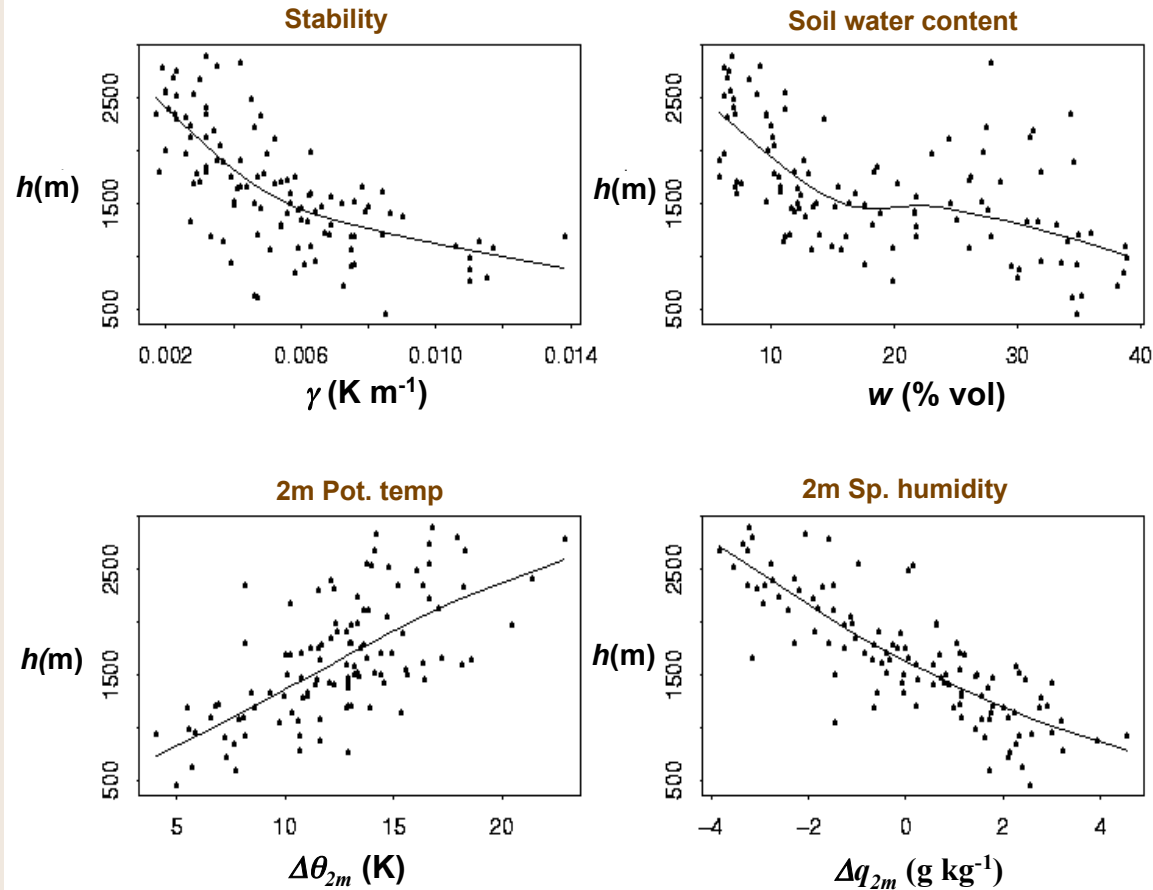 Stability
Soil water content
2500
1500
500
h(m)
0.002 0.006 0.010 0.014
γ (K m-1)
2500
1500
500
h(m)
10 20 30 40
w (% vol)
2m Pot. temp
2m Sp. humidity
2500
1500
500
h(m)
5 10 15 20
Δθ2m (K)
2500
1500
500
h(m)
−4 −2 0 2 4
Δq2m (g kg-1)